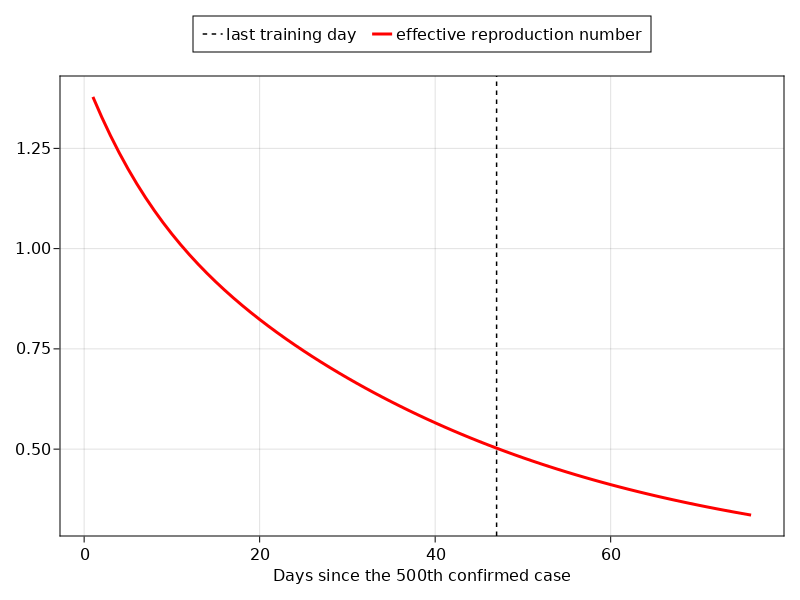 last training day effective reproduction number
1.25
1.00
0.75
0.50
0 20 40 60
Days since the 500th confirmed case